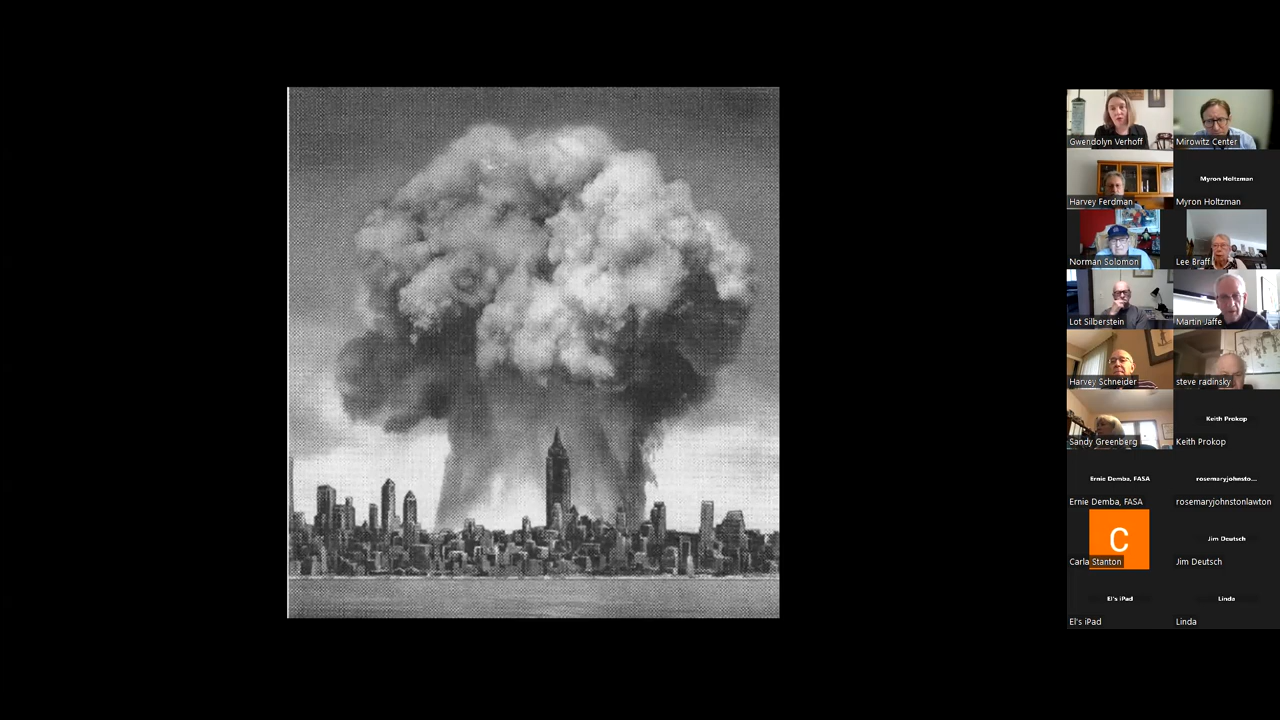 Gwendolyn Verhoff
Mirowitz Center
Harvey Ferdman
Myron Holtzman
Myron Holtzman
Norman Solomon
Lee Braff
Lot Silberstein
Martin Jaffe
Harvey Schneider
steve radinsky
Sandy Greenberg
Keith Prokop
Keith Prokop
Ernie Demba, FASA
Ernie Demba, FASA
rosemaryjohnsto...
rosemaryjohnstonlawton
C
Carla Stanton
Jim Deutsch
Jim Deutsch
El's iPad
El's iPad
Linda
Linda